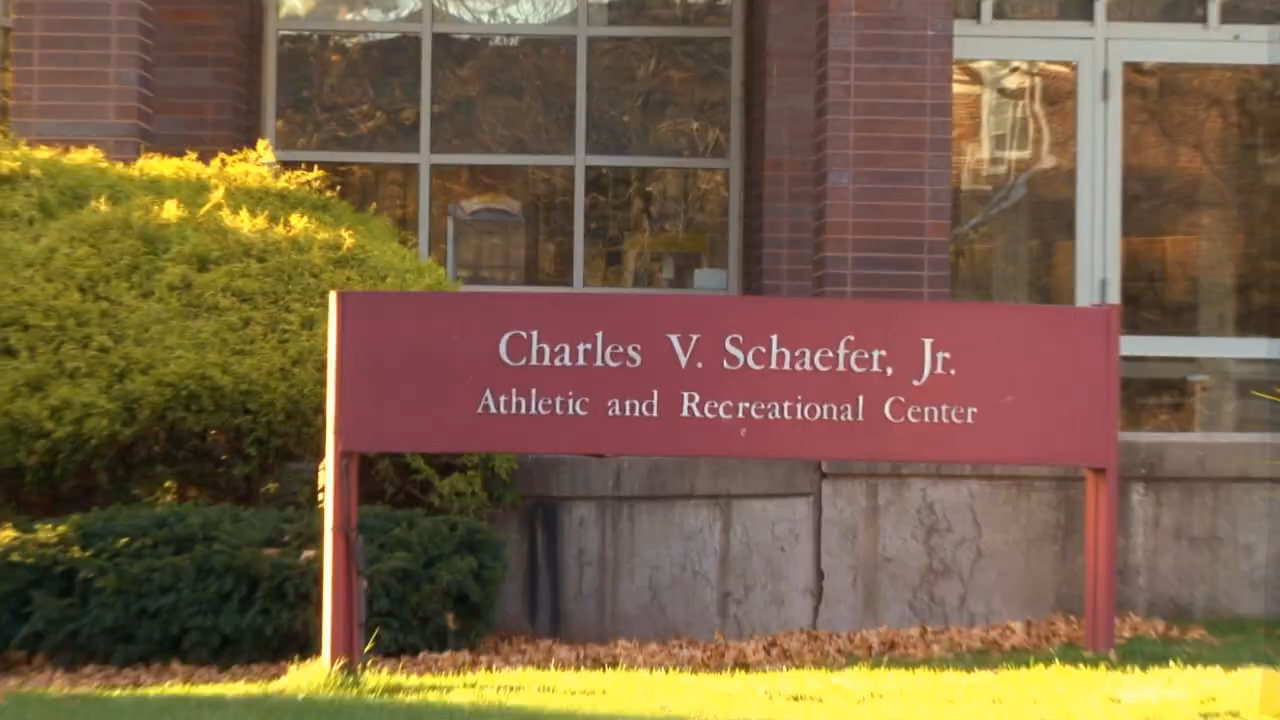 Charles V. Schaefer, Jr.
Athletic and Recreational Center